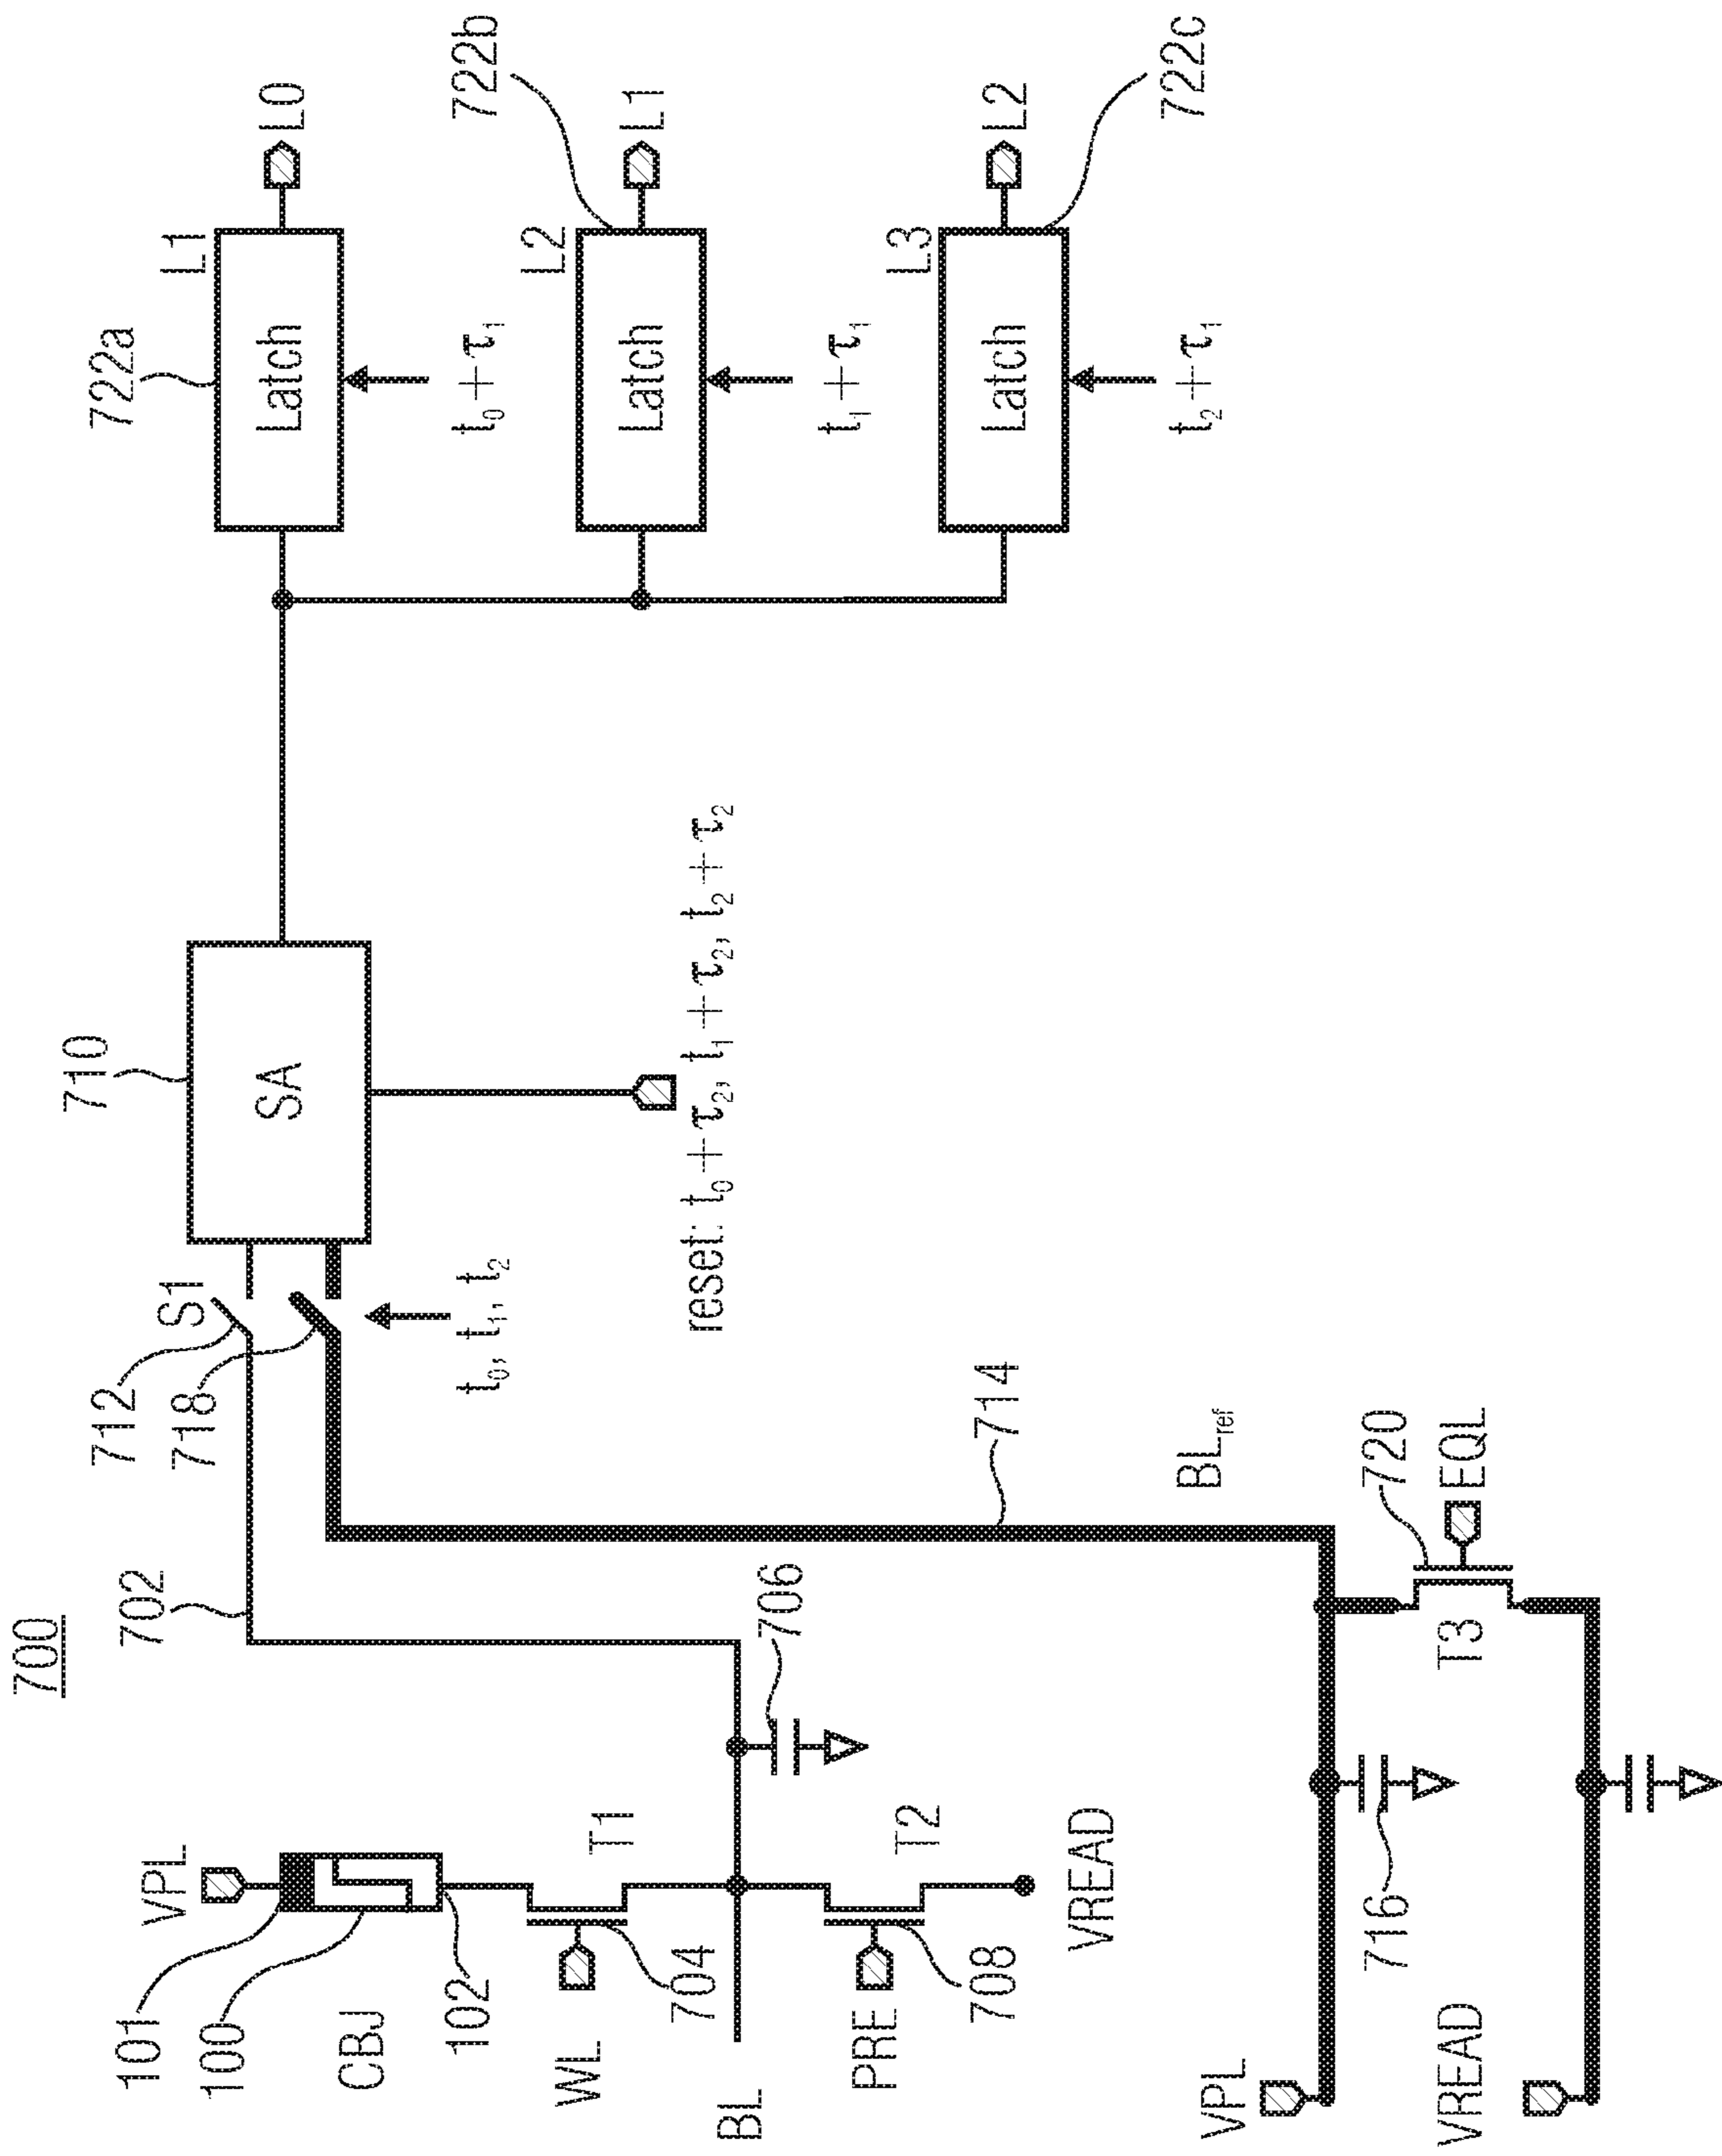 700
101
VPL
100
CBJ
102
WL
704
T1
BL
706
PRE
708
T2
VREAD
702
712
S1
718
t₀, t₁, t₂
710
SA
reset: t₀+τ₂, t₁+τ₂, t₂+τ₂
722a
L1
Latch
L0
t₀+τ₁
722b
L2
Latch
L1
t₁+τ₁
L3
Latch
L2
722c
t₂+τ₁
714
BLref
VPL
716
720
EQL
T3
VREAD